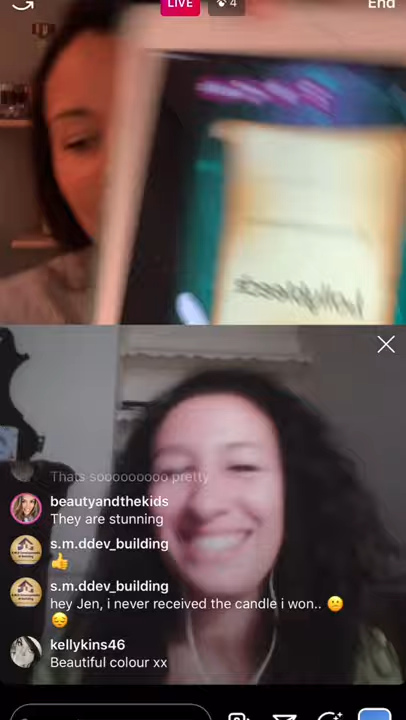 LIVE
4
End
Thats sooooooooo pretty
beautyandthekids
They are stunning
s.m.ddev_building
👍
s.m.ddev_building
hey Jen, i never received the candle i won.. 😕
😔
kellykins46
Beautiful colour xx